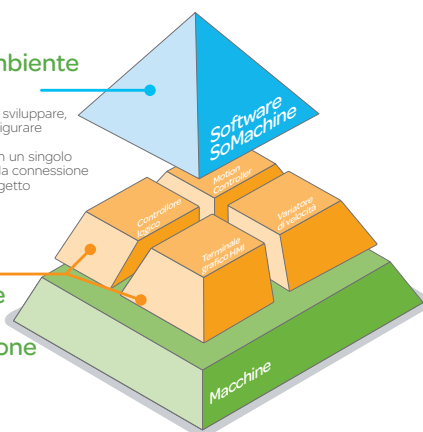 mbiente
sviluppare,
igurare
n un singolo
la connessione
getto
Software
SoMachine
Motion
Controller
Controllore
logico
Variatore
di velocità
Terminale
grafico HMI
e
one
Macchine